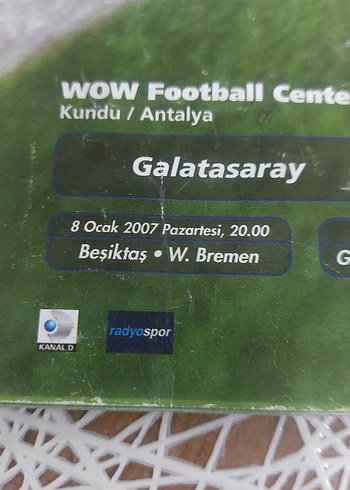 WOW Football Cente
Kundu / Antalya
Galatasaray
8 Ocak 2007 Pazartesi, 20.00
Beşiktaş • W. Bremen
G
KANAL D
radyospor